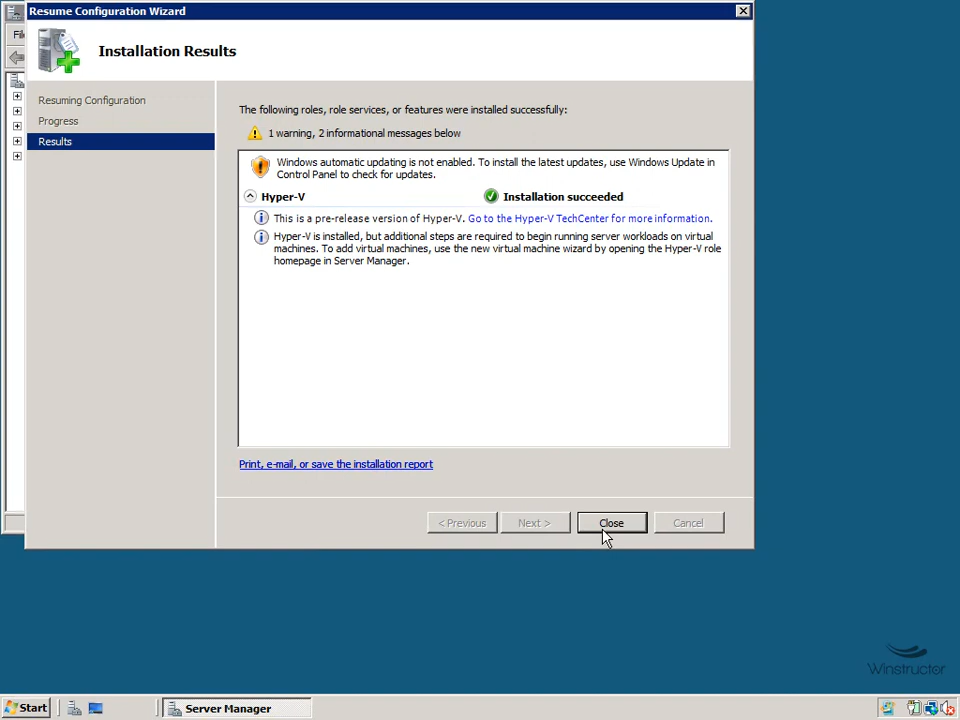 Resume Configuration Wizard
Installation Results
Resuming Configuration
Progress
Results
The following roles, role services, or features were installed successfully:
1 warning, 2 informational messages below
Windows automatic updating is not enabled. To install the latest updates, use Windows Update in
Control Panel to check for updates.
Hyper-V
Installation succeeded
This is a pre-release version of Hyper-V. Go to the Hyper-V TechCenter for more information.
Hyper-V is installed, but additional steps are required to begin running server workloads on virtual
machines. To add virtual machines, use the new virtual machine wizard by opening the Hyper-V role
homepage in Server Manager.
Print, e-mail, or save the installation report
< Previous
Next >
Close
Cancel
Winstructor
Start
Server Manager